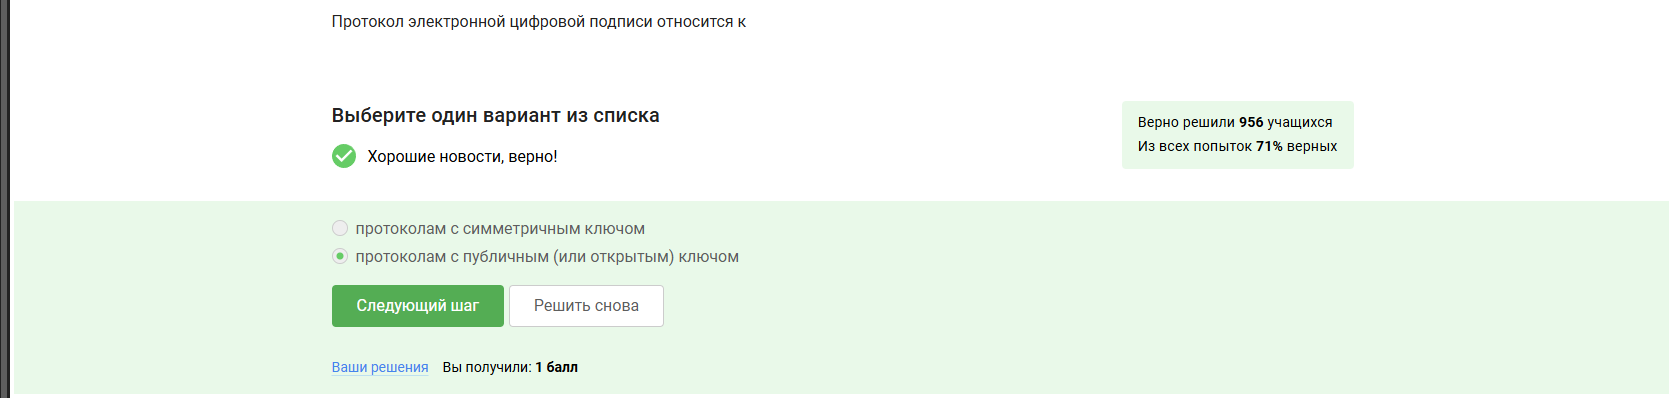 Протокол электронной цифровой подписи относится к
Выберите один вариант из списка
Хорошие новости, верно!
Верно решили 956 учащихся
Из всех попыток 71% верных
протоколам с симметричным ключом
протоколам с публичным (или открытым) ключом
Следующий шаг
Решить снова
Ваши решения Вы получили: 1 балл